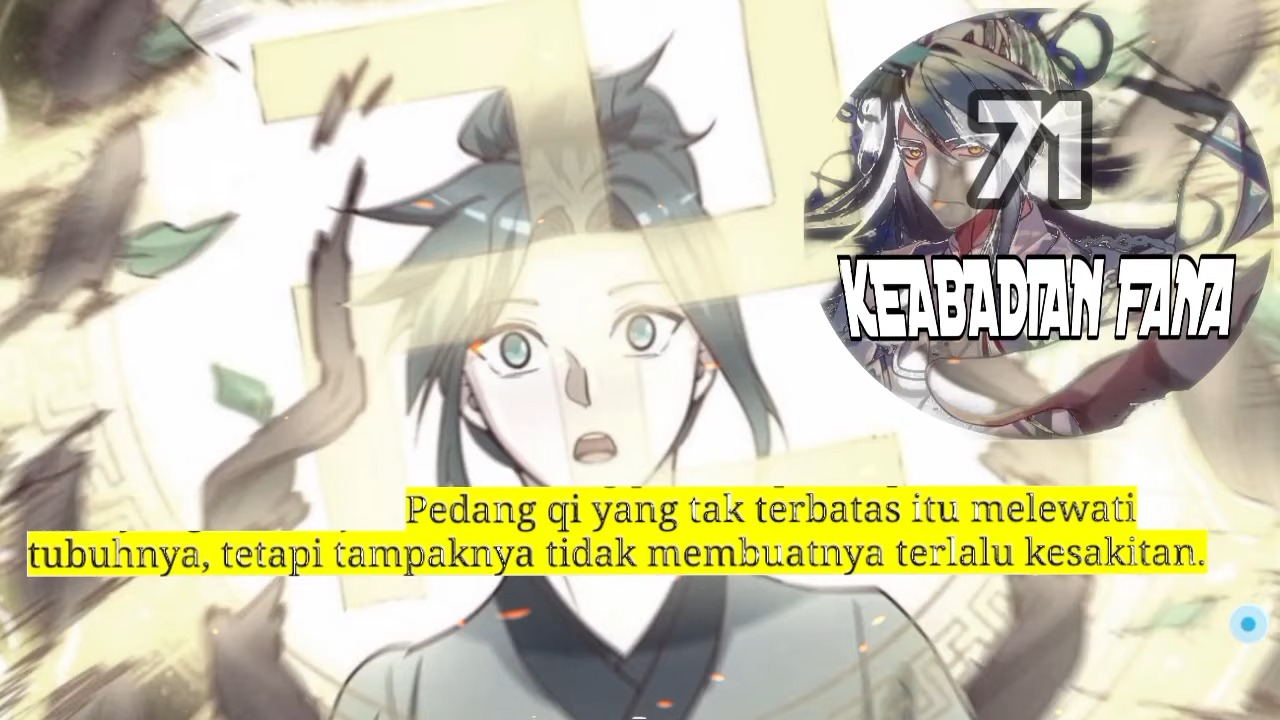 71
KEABADIAN FANA
Pedang qi yang tak terbatas itu melewati
tubuhnya, tetapi tampaknya tidak membuatnya terlalu kesakitan.